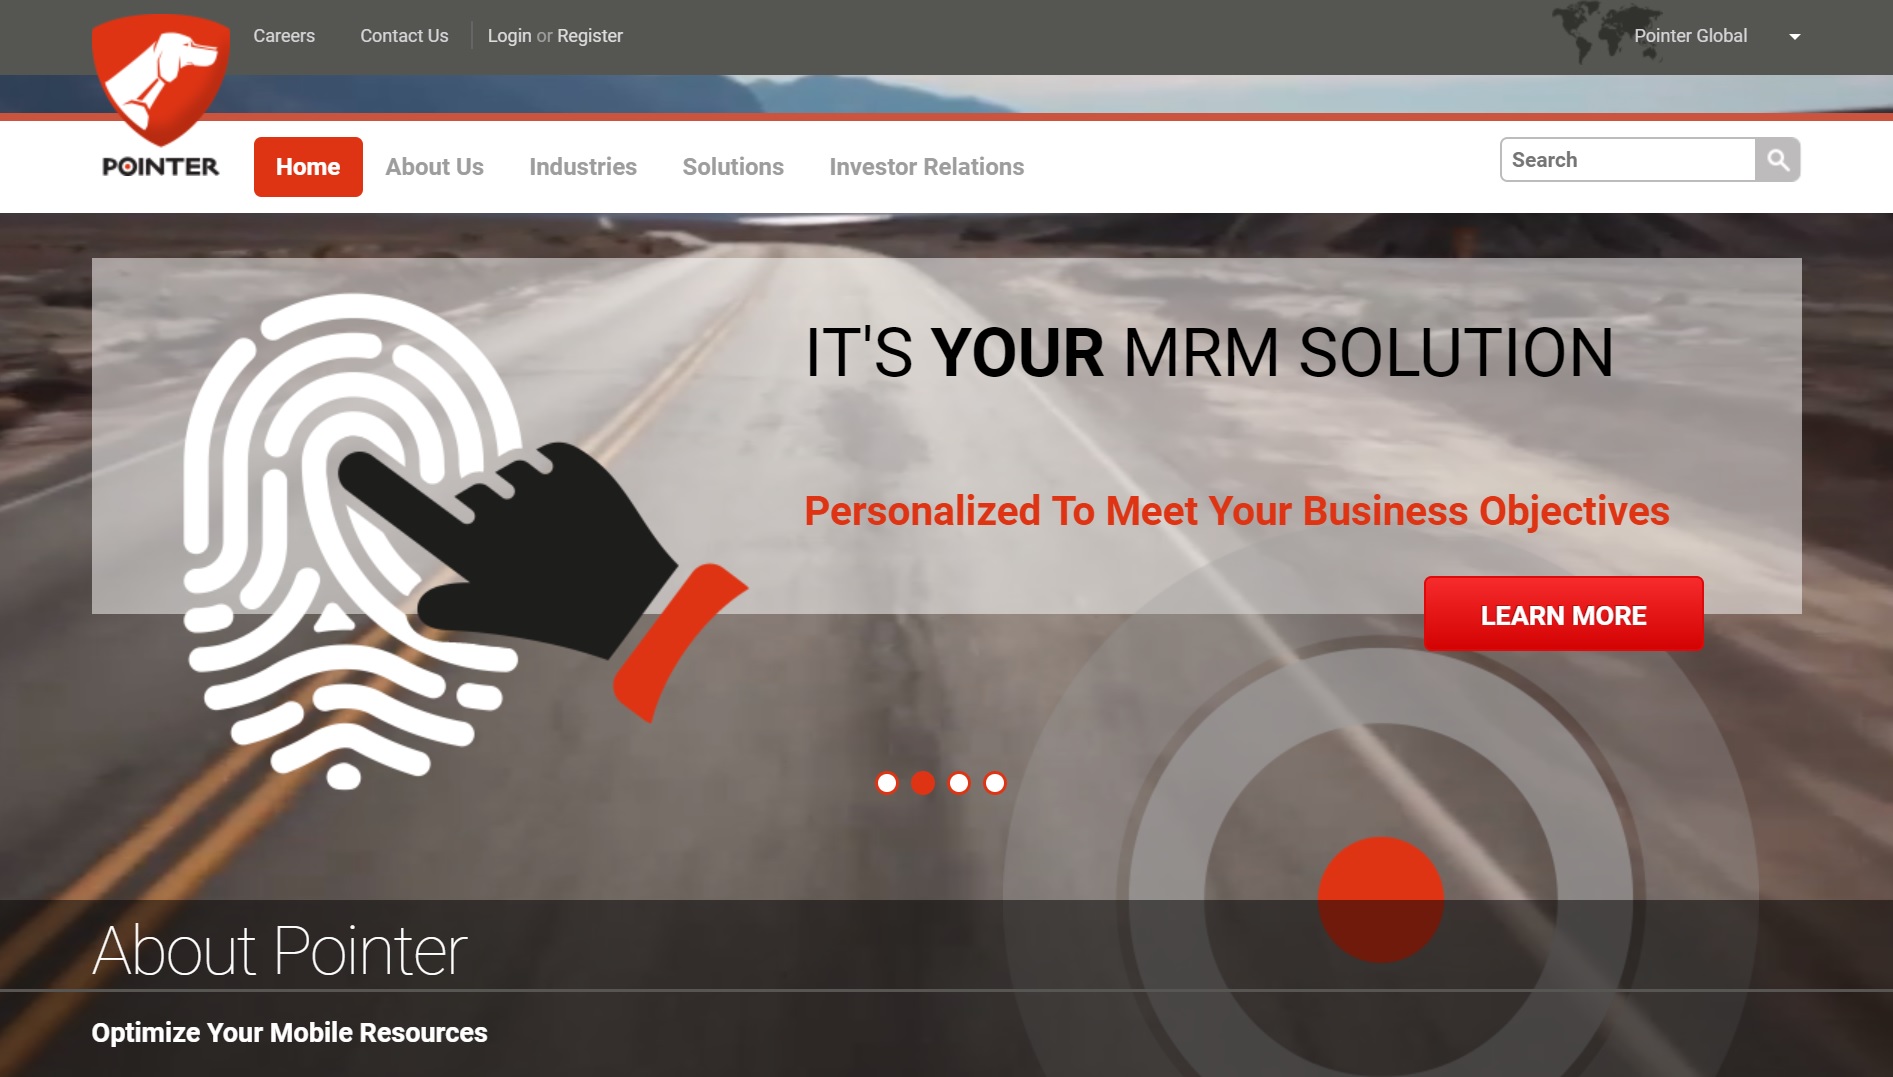 Careers Contact Us Login or Register Pointer Global
POINTER
Home About Us Industries Solutions Investor Relations Search
IT'S YOUR MRM SOLUTION
Personalized To Meet Your Business Objectives
LEARN MORE
About Pointer
Optimize Your Mobile Resources